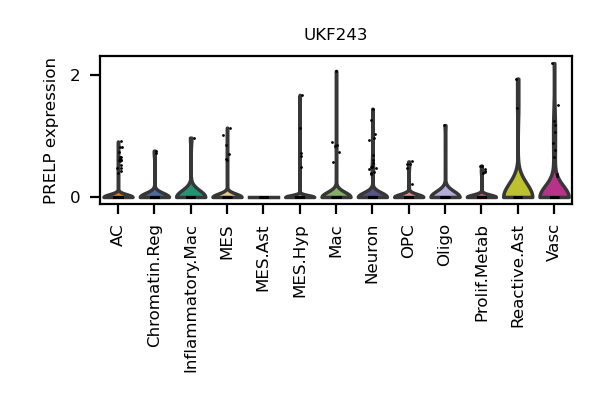 UKF243
PRELP expression
2
0
AC
Chromatin.Reg
Inflammatory.Mac
MES
MES.Ast
MES.Hyp
Mac
Neuron
OPC
Oligo
Prolif.Metab
Reactive.Ast
Vasc